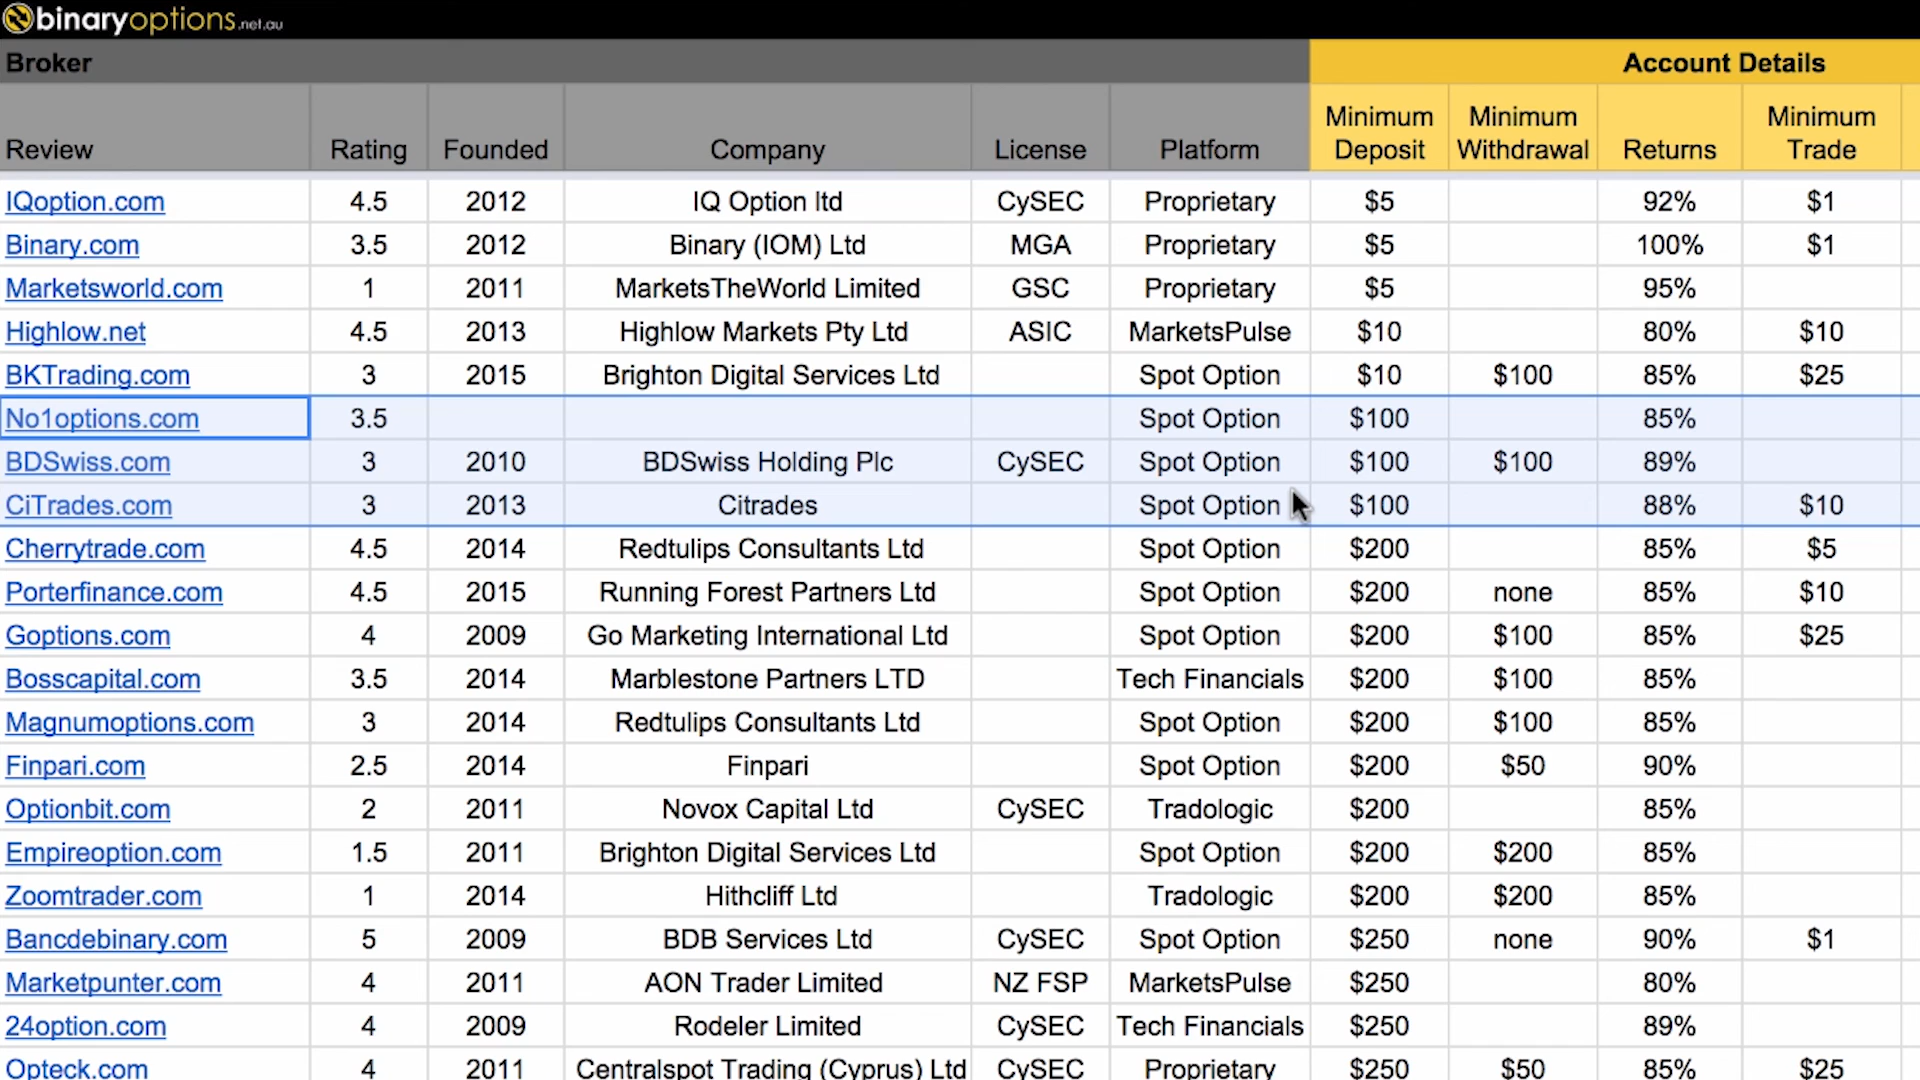 binaryoptions.net.au
Broker Account Details
Review Rating Founded Company License Platform Minimum Deposit Minimum Withdrawal Returns Minimum Trade
IQoption.com 4.5 2012 IQ Option ltd CySEC Proprietary $5 92% $1
Binary.com 3.5 2012 Binary (IOM) Ltd MGA Proprietary $5 100% $1
Marketsworld.com 1 2011 MarketsTheWorld Limited GSC Proprietary $5 95%
Highlow.net 4.5 2013 Highlow Markets Pty Ltd ASIC MarketsPulse $10 80% $10
BKTrading.com 3 2015 Brighton Digital Services Ltd Spot Option $10 $100 85% $25
No1options.com 3.5 Spot Option $100 85%
BDSwiss.com 3 2010 BDSwiss Holding Plc CySEC Spot Option $100 $100 89%
CiTrades.com 3 2013 Citrades Spot Option $100 88% $10
Cherrytrade.com 4.5 2014 Redtulips Consultants Ltd Spot Option $200 85% $5
Porterfinance.com 4.5 2015 Running Forest Partners Ltd Spot Option $200 none 85% $10
Goptions.com 4 2009 Go Marketing International Ltd Spot Option $200 $100 85% $25
Bosscapital.com 3.5 2014 Marblestone Partners LTD Tech Financials $200 $100 85%
Magnumoptions.com 3 2014 Redtulips Consultants Ltd Spot Option $200 $100 85%
Finpari.com 2.5 2014 Finpari Spot Option $200 $50 90%
Optionbit.com 2 2011 Novox Capital Ltd CySEC Tradologic $200 85%
Empireoption.com 1.5 2011 Brighton Digital Services Ltd Spot Option $200 $200 85%
Zoomtrader.com 1 2014 Hithcliff Ltd Tradologic $200 $200 85%
Bancdebinary.com 5 2009 BDB Services Ltd CySEC Spot Option $250 none 90% $1
Marketpunter.com 4 2011 AON Trader Limited NZ FSP MarketsPulse $250 80%
24option.com 4 2009 Rodeler Limited CySEC Tech Financials $250 89%
Opteck.com 4 2011 Centralspot Trading (Cyprus) Ltd CySEC Proprietary $250 $50 85% $25